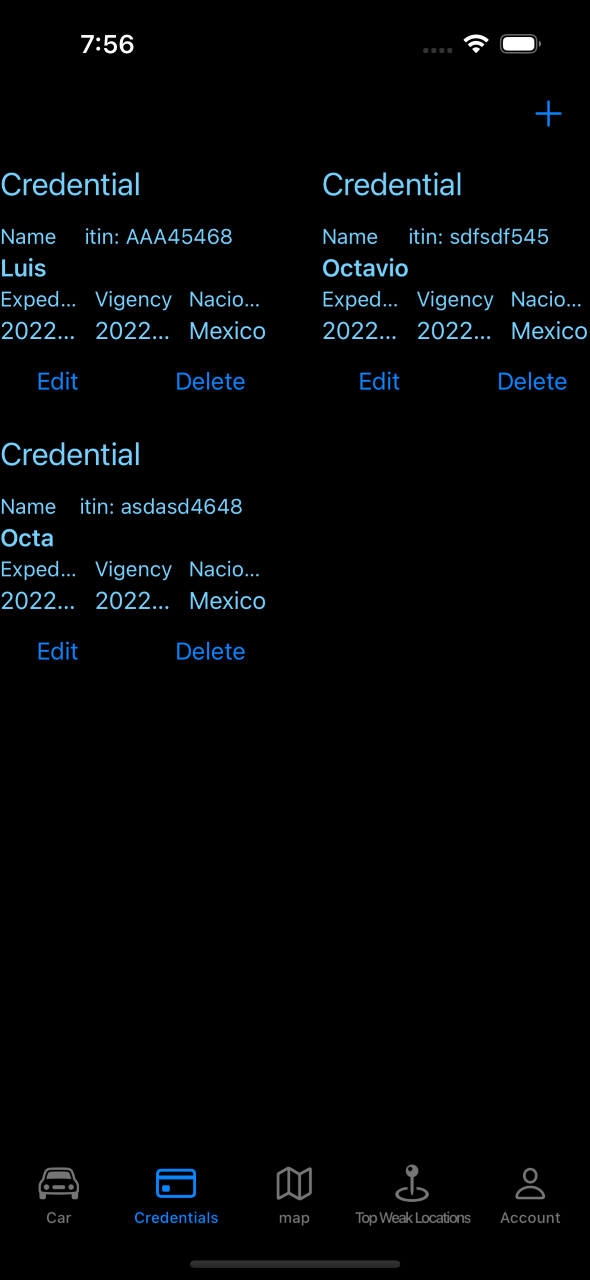 7:56
Credential
Name itin: AAA45468
Luis
Exped... Vigency Nacio...
2022... 2022... Mexico
Edit Delete
Credential
Name itin: sdfsdf545
Octavio
Exped... Vigency Nacio...
2022... 2022... Mexico
Edit Delete
Credential
Name itin: asdasd4648
Octa
Exped... Vigency Nacio...
2022... 2022... Mexico
Edit Delete
Car Credentials map Top Weak Locations Account